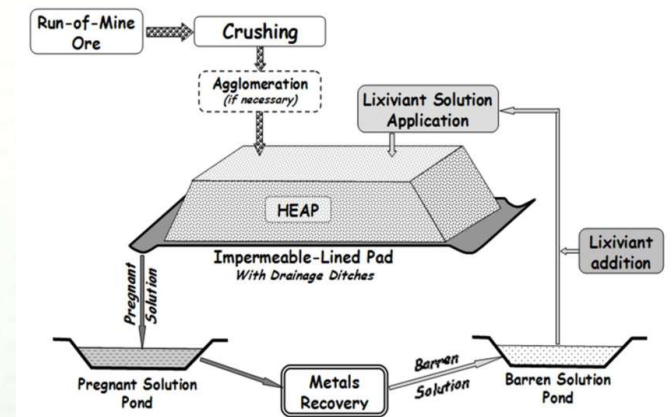 Run-of-Mine
Ore
Crushing
Agglomeration
(if necessary)
Lixiviant Solution
Application
HEAP
Impermeable-Lined Pad
With Drainage Ditches
Lixiviant
addition
Pregnant
Solution
Pregnant Solution
Pond
Metals
Recovery
Barren
Solution
Barren Solution
Pond